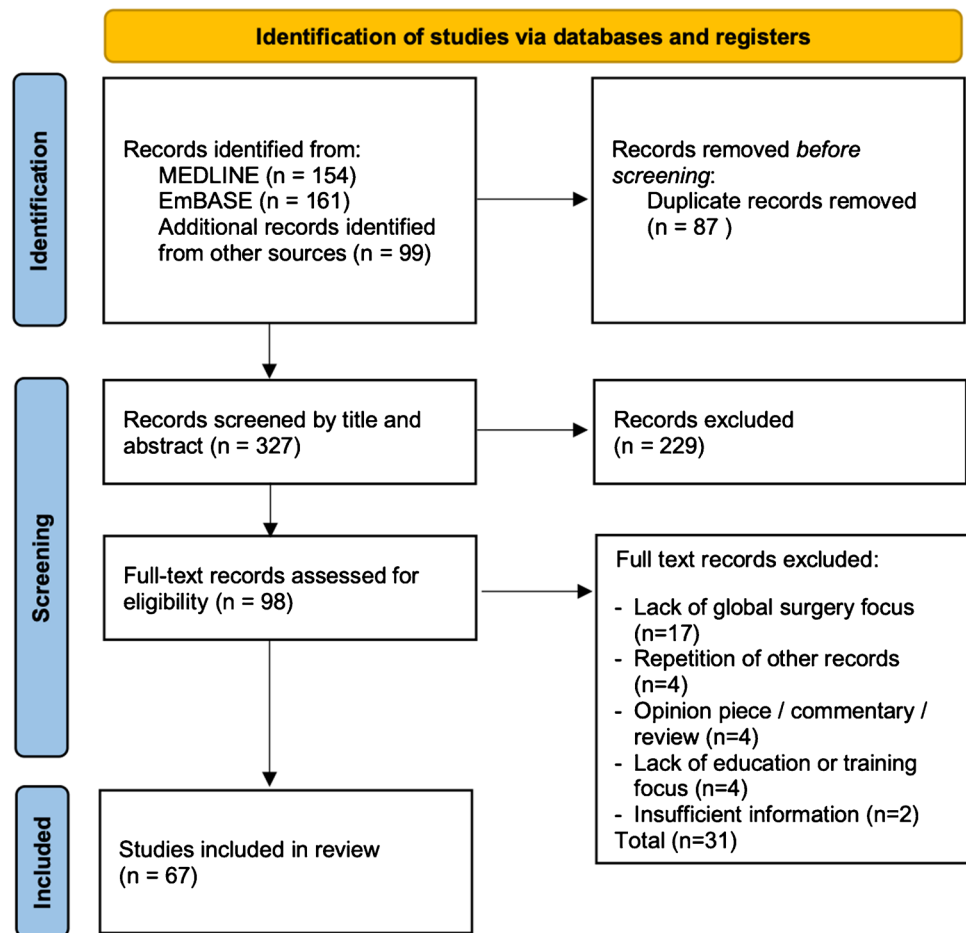 Identification of studies via databases and registers
Identification
Records identified from:
MEDLINE (n = 154)
EmBASE (n = 161)
Additional records identified
from other sources (n = 99)
Records removed before
screening:
Duplicate records removed
(n = 87 )
Screening
Records screened by title and
abstract (n = 327)
Records excluded
(n = 229)
Full-text records assessed for
eligibility (n = 98)
Full text records excluded:
- Lack of global surgery focus
(n=17)
- Repetition of other records
(n=4)
- Opinion piece / commentary /
review (n=4)
- Lack of education or training
focus (n=4)
- Insufficient information (n=2)
Total (n=31)
Included
Studies included in review
(n = 67)